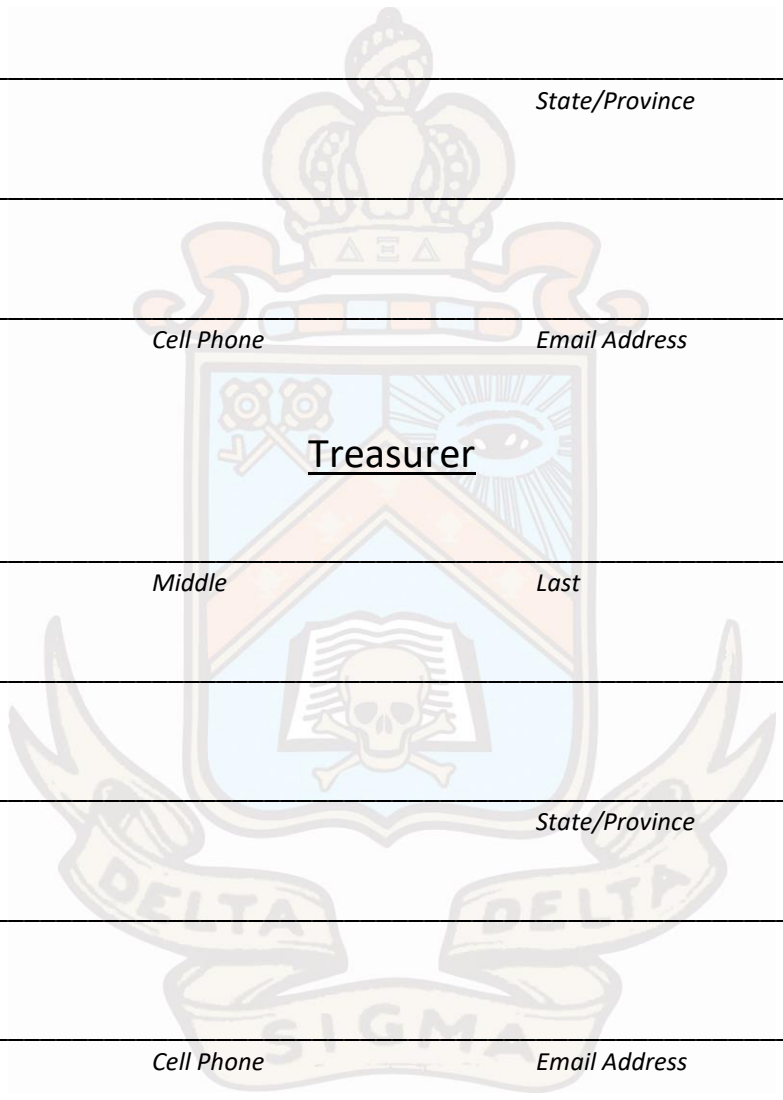 State/Province
ΔΞΔ
Cell Phone Email Address
Treasurer
Middle Last
State/Province
DELTA DELTA
SIGMA
Cell Phone Email Address